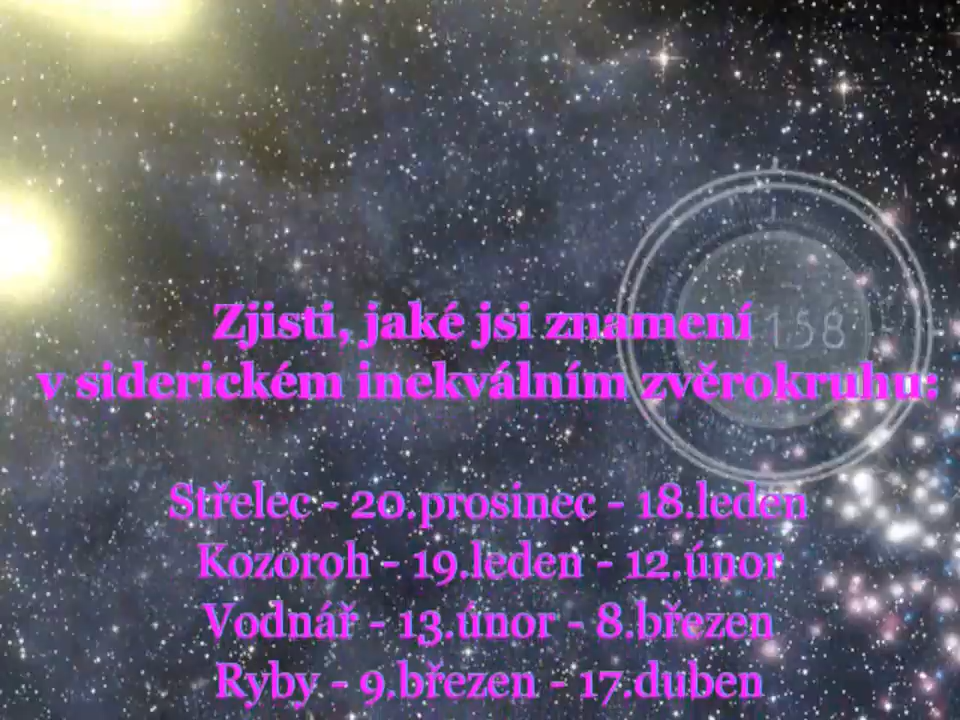 Zjisti, jaké jsi znamení
158
v siderickém inekválním zvěrokruhu:
Střelec - 20.prosinec - 18.leden
Kozoroh - 19.leden - 12.únor
Vodnář - 13.únor - 8.březen
Ryby - 9.březen - 17.duben